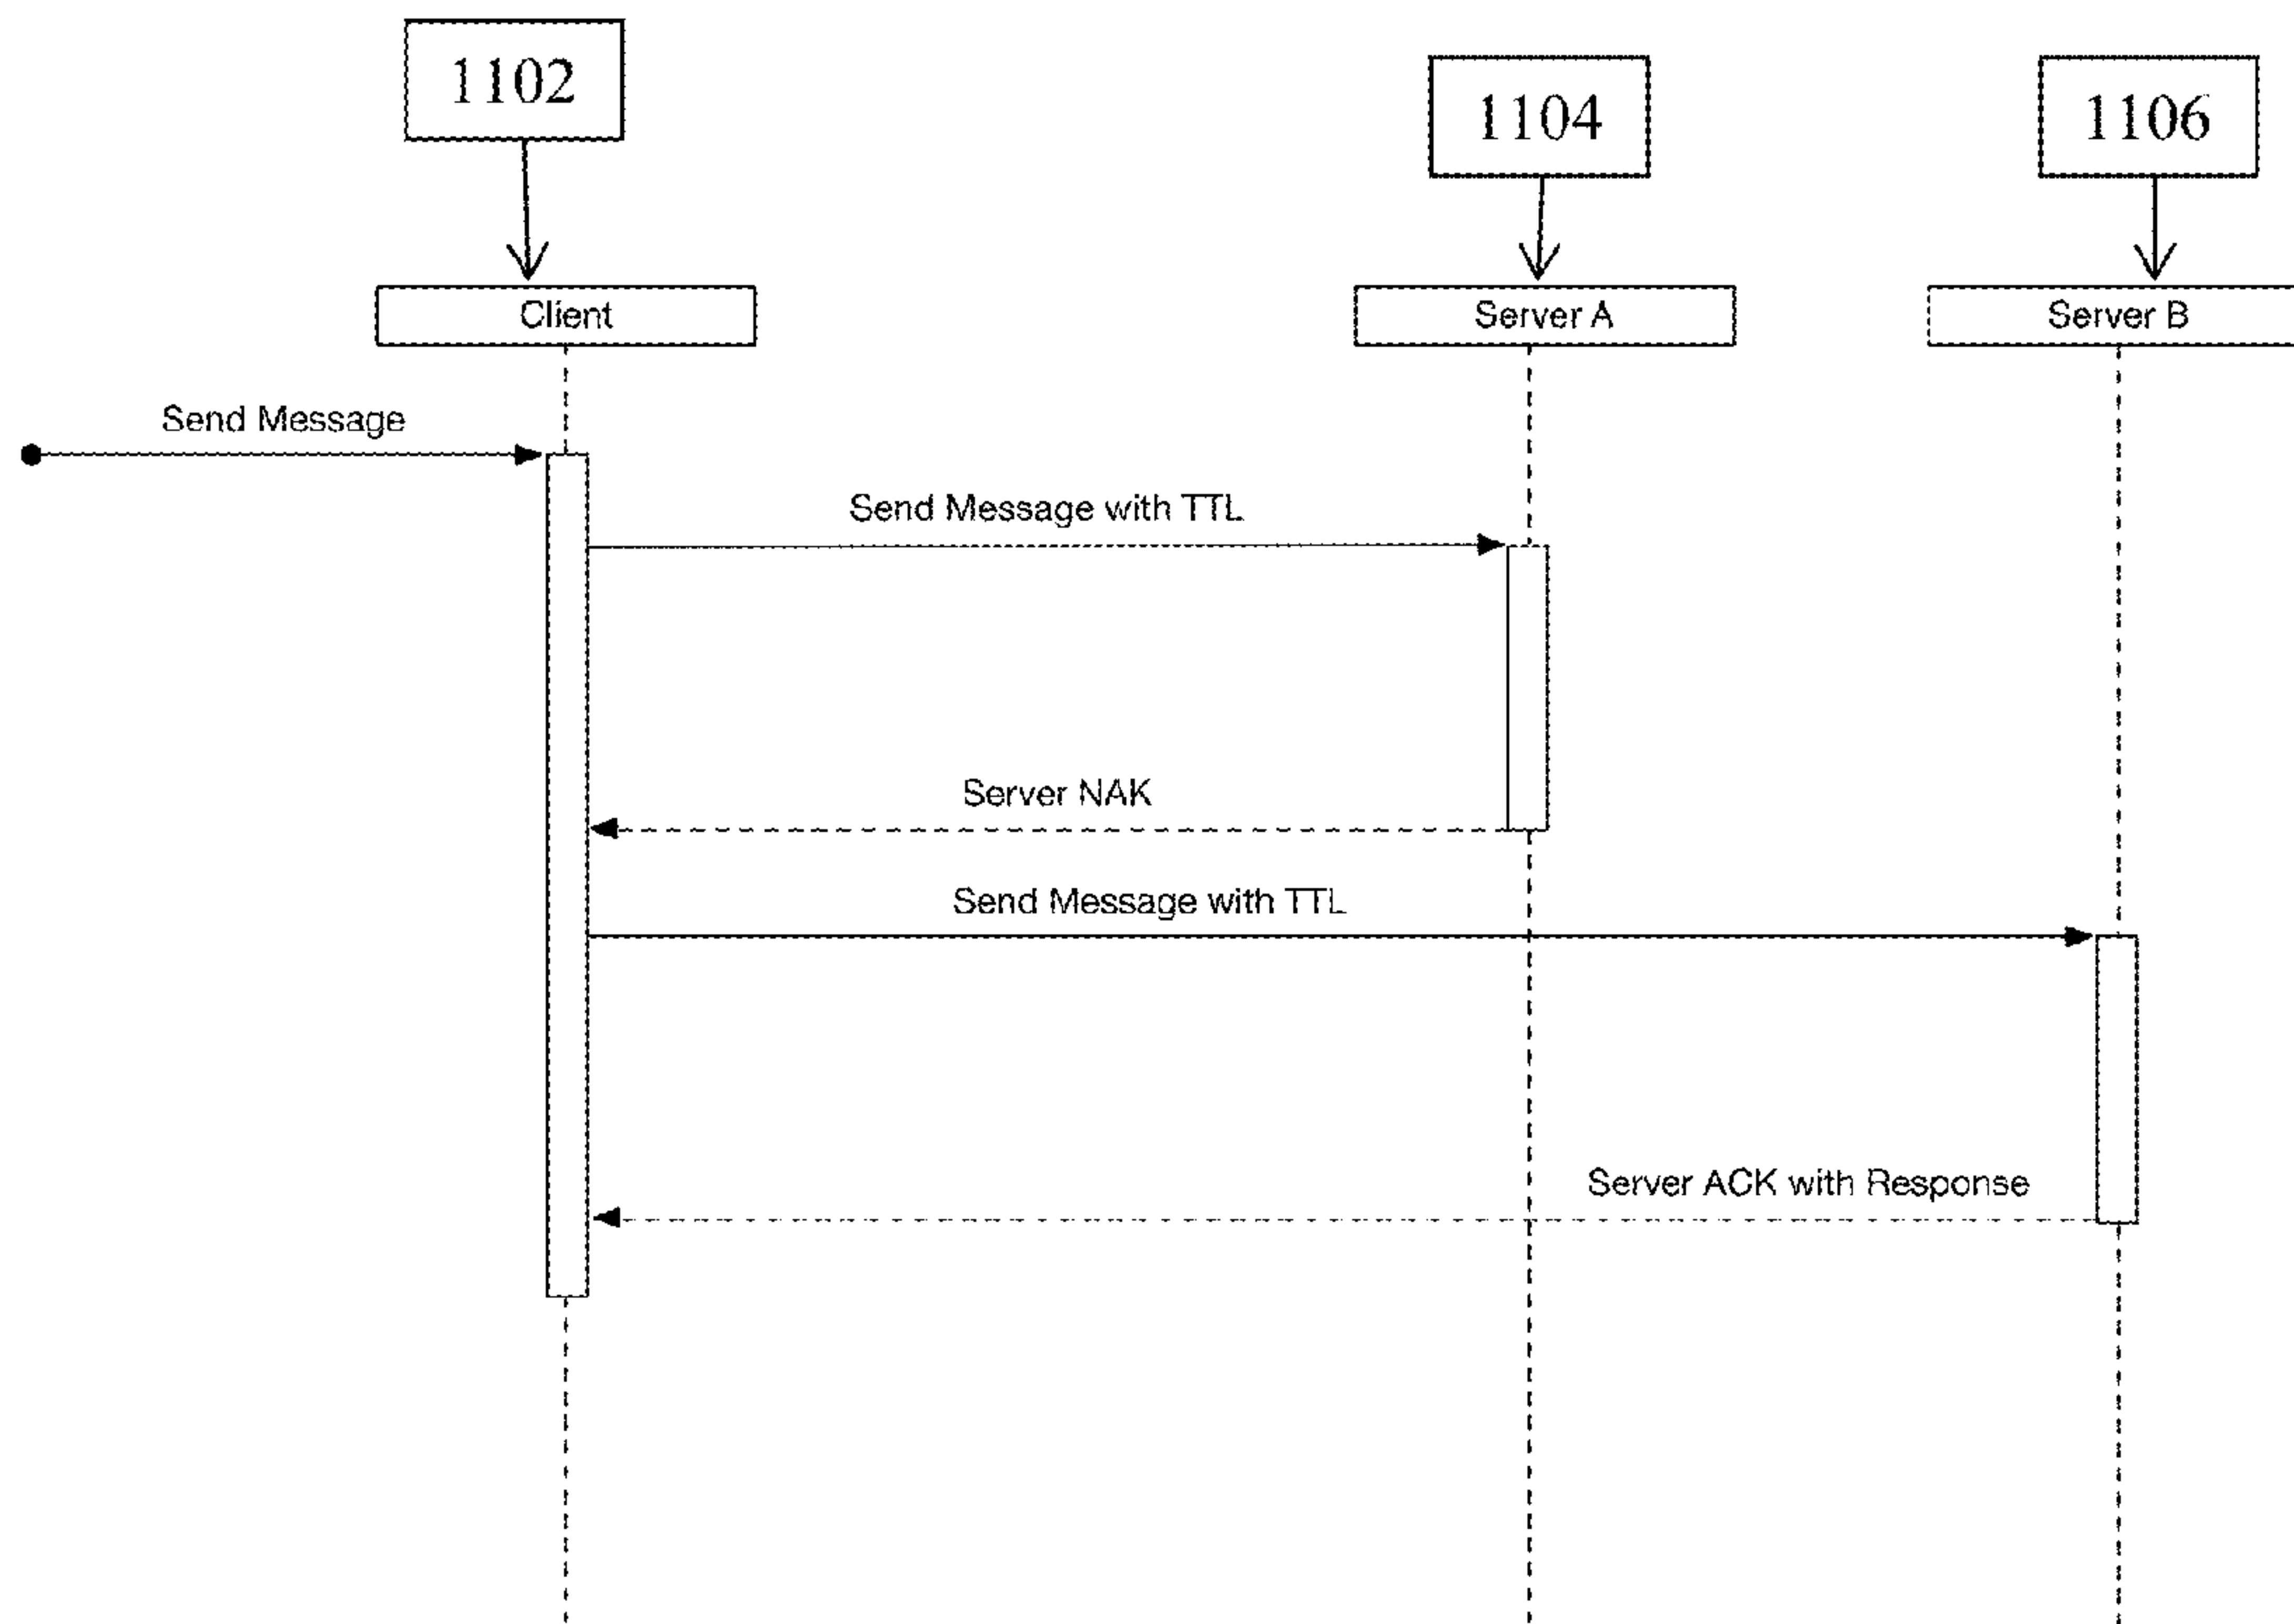 1102
1104
1106
Client
Server A
Server B
Send Message
Send Message with TTL
Server NAK
Send Message with TTL
Server ACK with Response